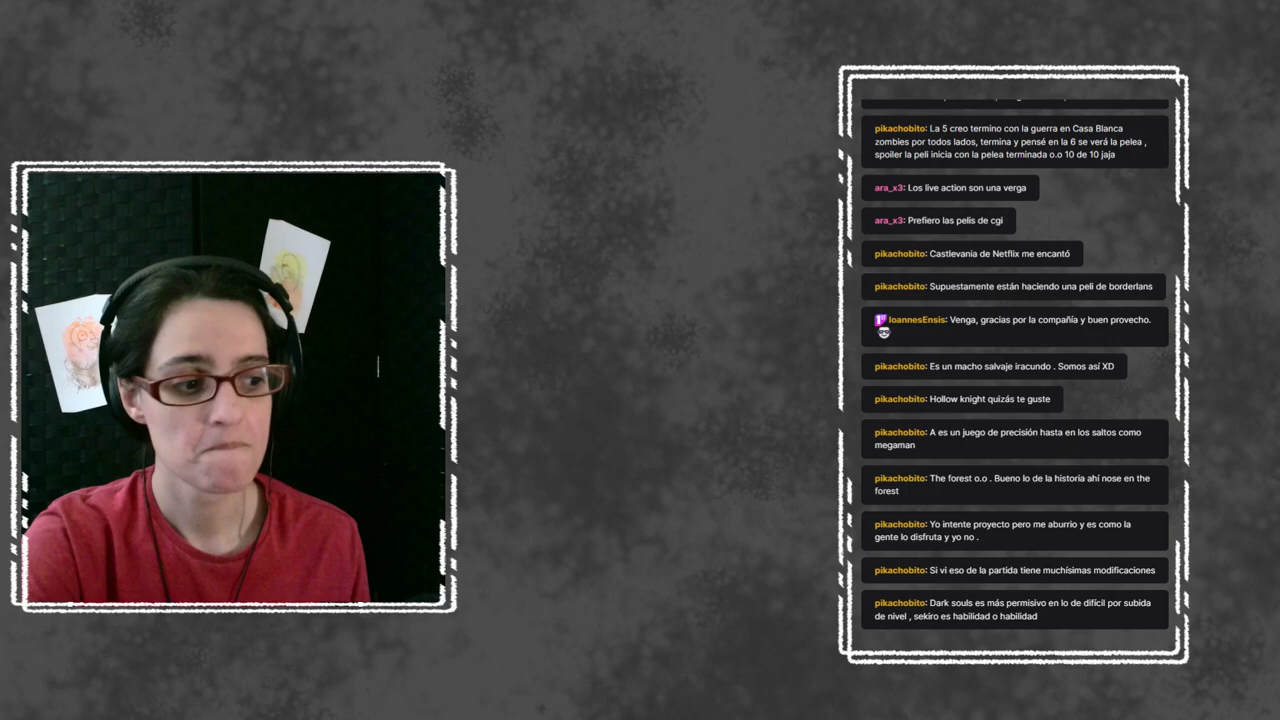 pikachobito: La 5 creo termino con la guerra en Casa Blanca
zombies por todos lados, termina y pensé en la 6 se verá la pelea ,
spoiler la peli inicia con la pelea terminada o.o 10 de 10 jaja
ara_x3: Los live action son una verga
ara_x3: Prefiero las pelis de cgi
pikachobito: Castlevania de Netflix me encantó
pikachobito: Supuestamente están haciendo una peli de borderlans
IoannesEnsis: Venga, gracias por la compañía y buen provecho.
pikachobito: Es un macho salvaje iracundo . Somos así XD
pikachobito: Hollow knight quizás te guste
pikachobito: A es un juego de precisión hasta en los saltos como
megaman
pikachobito: The forest o.o . Bueno lo de la historia ahí nose en the
forest
pikachobito: Yo intente proyecto pero me aburrio y es como la
gente lo disfruta y yo no .
pikachobito: Si vi eso de la partida tiene muchísimas modificaciones
pikachobito: Dark souls es más permisivo en lo de difícil por subida
de nivel , sekiro es habilidad o habilidad